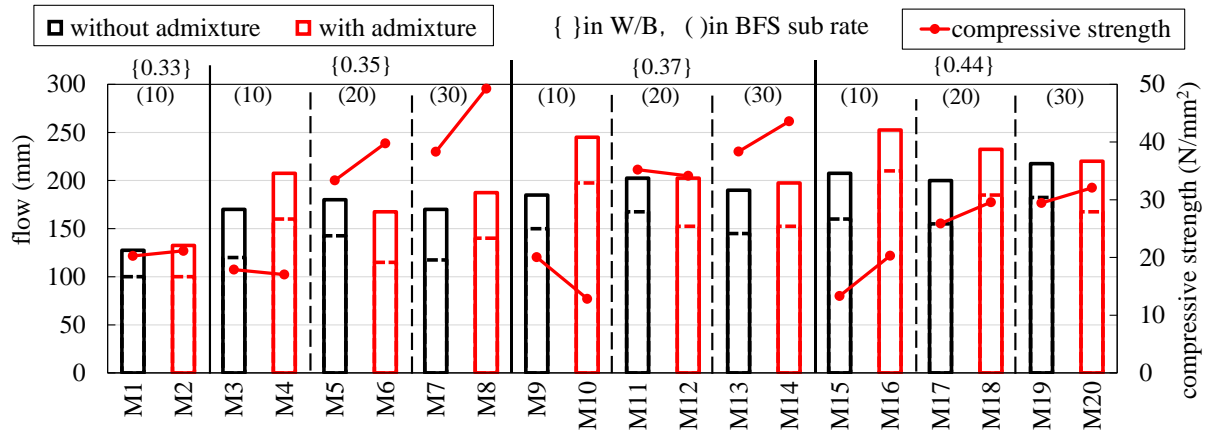 without admixture with admixture { }in W/B, ( )in BFS sub rate compressive strength
{0.33} {0.35} {0.37} {0.44}
(10) (10) (20) (30) (10) (20) (30) (10) (20) (30)
flow (mm)
300
250
200
150
100
50
0
50
40
30
20
10
0
compressive strength (N/mm²)
M1 M2 M3 M4 M5 M6 M7 M8 M9 M10 M11 M12 M13 M14 M15 M16 M17 M18 M19 M20